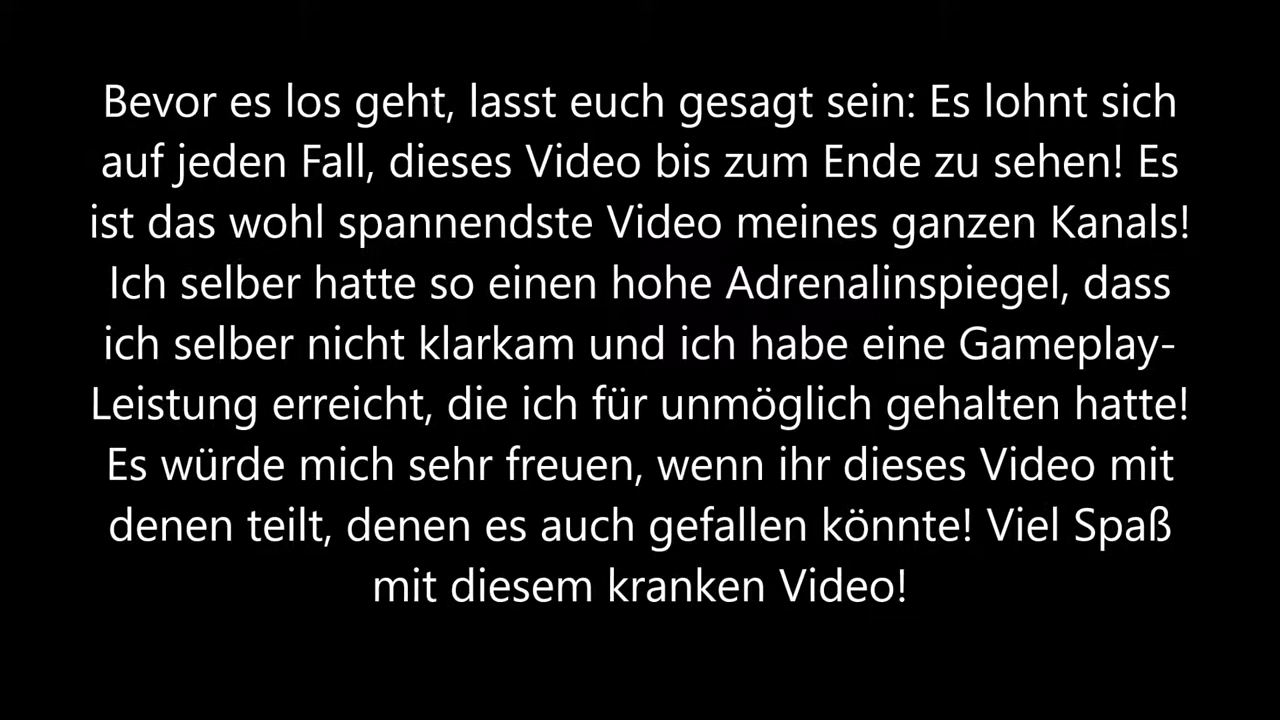 Bevor es los geht, lasst euch gesagt sein: Es lohnt sich
auf jeden Fall, dieses Video bis zum Ende zu sehen! Es
ist das wohl spannendste Video meines ganzen Kanals!
Ich selber hatte so einen hohe Adrenalinspiegel, dass
ich selber nicht klarkam und ich habe eine Gameplay-
Leistung erreicht, die ich für unmöglich gehalten hatte!
Es würde mich sehr freuen, wenn ihr dieses Video mit
denen teilt, denen es auch gefallen könnte! Viel Spaß
mit diesem kranken Video!